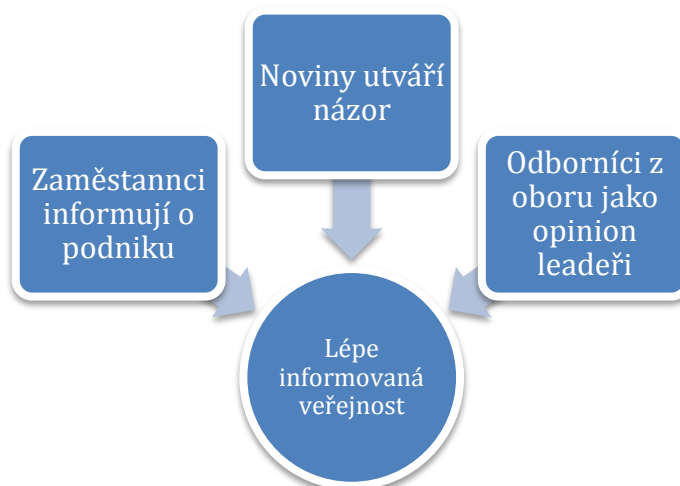 Noviny utváří
názor
Zaměstannci
informují o
podniku
Odborníci z
oboru jako
opinion
leadeři
Lépe
informovaná
veřejnost